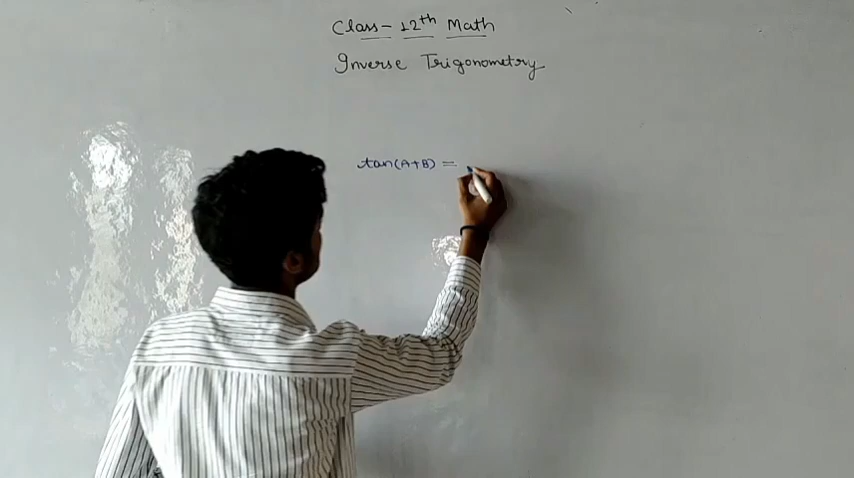 Class- 12th Math
Inverse Trigonometry
tan(A+B) =